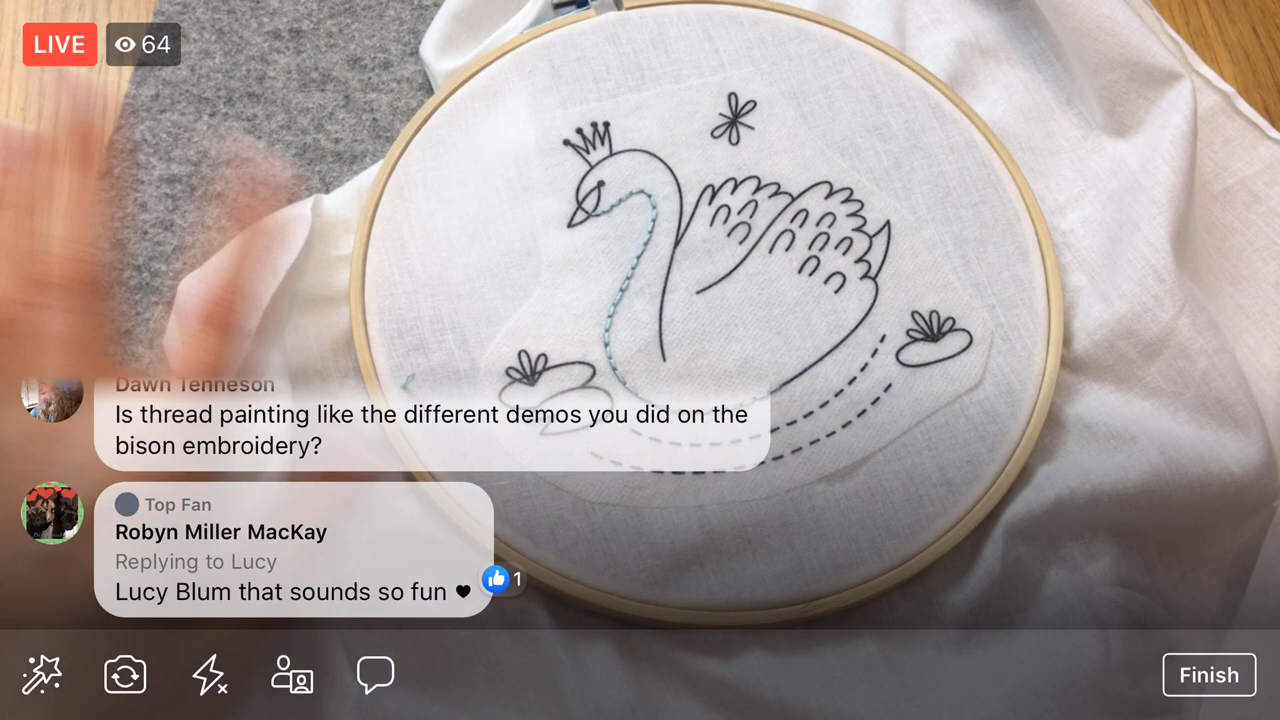 LIVE
64
Dawn Tenneson
Is thread painting like the different demos you did on the
bison embroidery?
Top Fan
Robyn Miller MacKay
Replying to Lucy
Lucy Blum that sounds so fun ♥
1
Finish